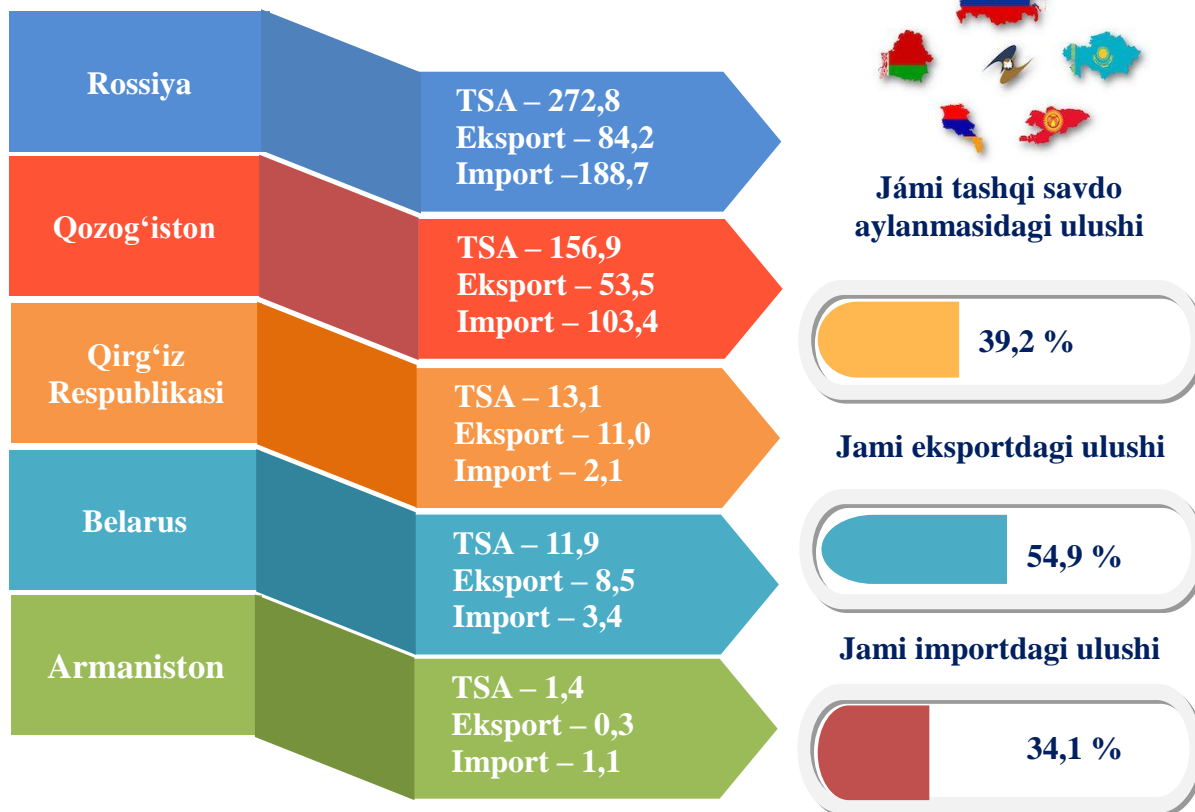 Rossiya
TSA – 272,8
Eksport – 84,2
Import –188,7
Qozog‘iston
TSA – 156,9
Eksport – 53,5
Import – 103,4
Qirg‘iz
Respublikasi
TSA – 13,1
Eksport – 11,0
Import – 2,1
Belarus
TSA – 11,9
Eksport – 8,5
Import – 3,4
Armaniston
TSA – 1,4
Eksport – 0,3
Import – 1,1
Jámi tashqi savdo
aylanmasidagi ulushi
39,2 %
Jami eksportdagi ulushi
54,9 %
Jami importdagi ulushi
34,1 %